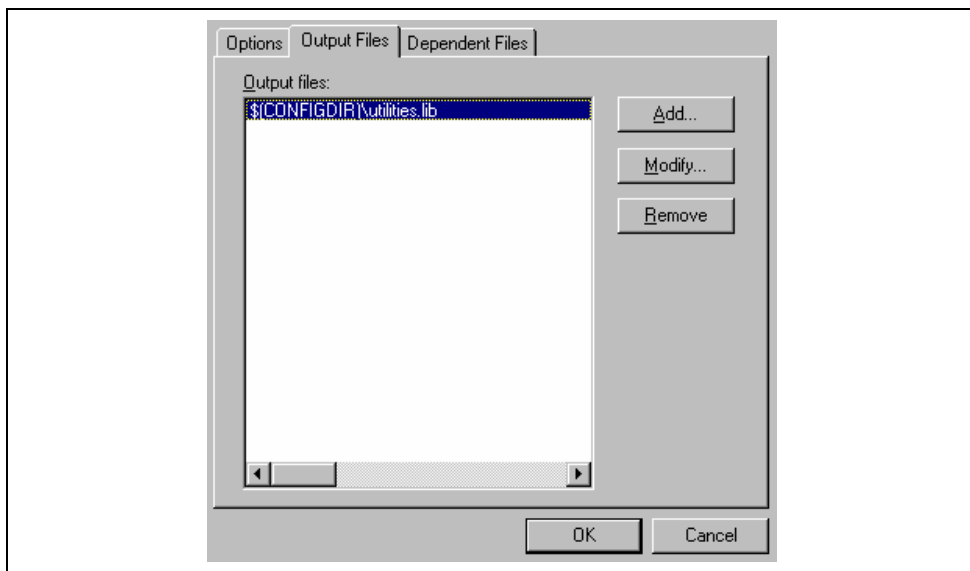 Options Output Files Dependent Files
Output files:
$(CONFIGDIR)\utilities.lib
Add...
Modify...
Remove
OK Cancel